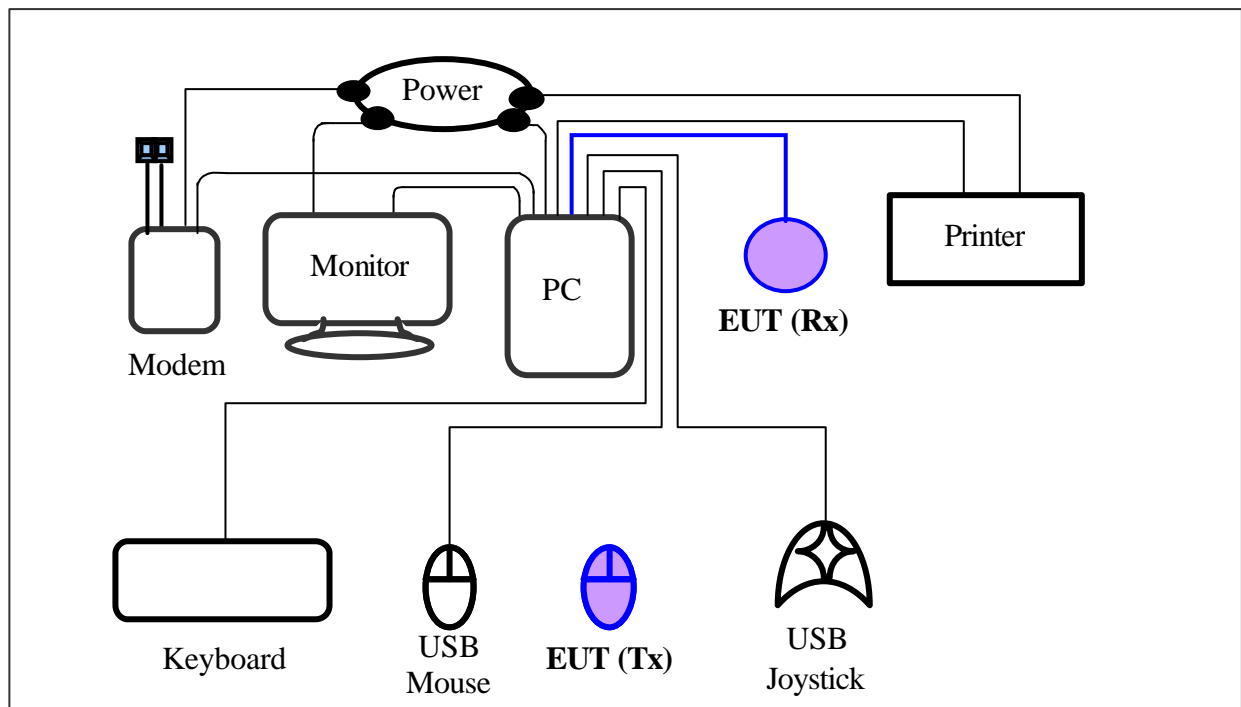 Power
Monitor
PC
Printer
EUT (Rx)
Modem
Keyboard
USB
Mouse
EUT (Tx)
USB
Joystick